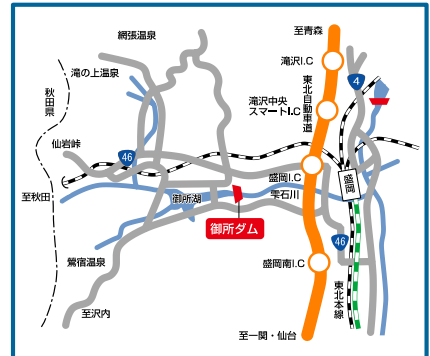 至青森
網張温泉
滝沢I.C
滝の上温泉
4
秋田県
滝沢中央
スマートI.C
東北自動車道
仙岩峠
46
盛岡I.C
盛岡
至秋田
御所湖
雫石川
御所ダム
46
鶯宿温泉
盛岡南I.C
東北本線
至沢内
至一関・仙台